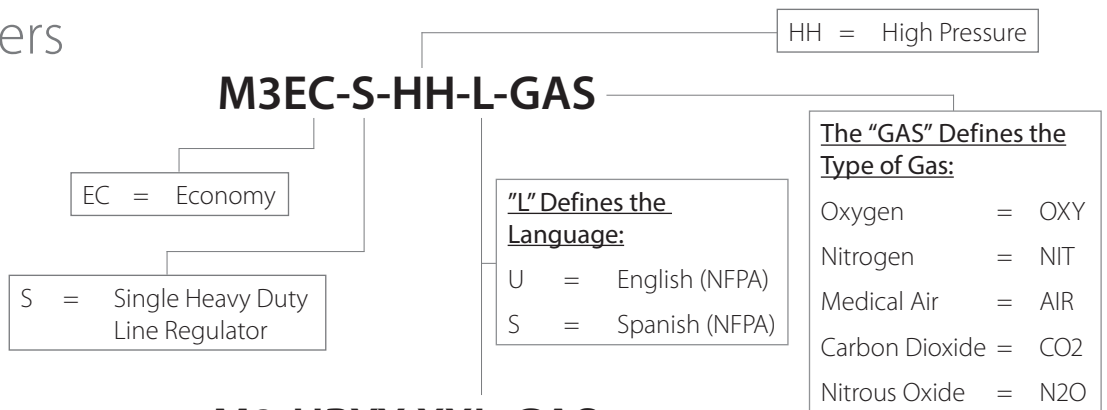 ers
HH = High Pressure
M3EC-S-HH-L-GAS
EC = Economy
S = Single Heavy Duty
Line Regulator
"L" Defines the
Language:
U = English (NFPA)
S = Spanish (NFPA)
The "GAS" Defines the
Type of Gas:
Oxygen = OXY
Nitrogen = NIT
Medical Air = AIR
Carbon Dioxide = CO2
Nitrous Oxide = N2O